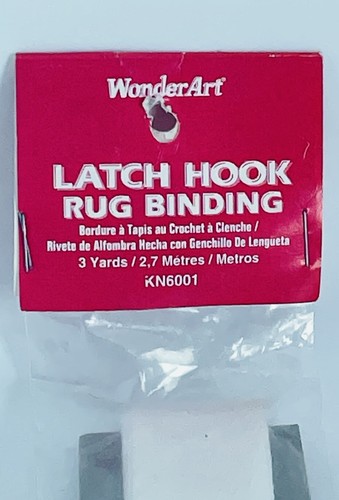 WonderArt®
LATCH HOOK
RUG BINDING
Bordure à Tapis au Crochet à Clenche /
Rivete de Alfombra Hecha con Genchillo De Lengüeta
3 Yards / 2,7 Métres / Metros
KN6001